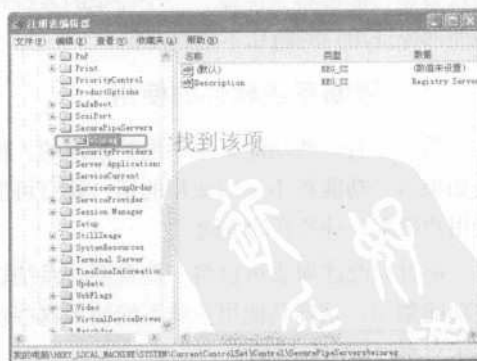 注册表编辑器
文件(F) 编辑(E) 查看(V) 收藏夹(A) 帮助(H)
PnP
Print
PriorityControl
ProductOptions
SafeBoot
ScsiPort
SecurePipeServers
winreg
SecurityProviders
Server Applications
ServiceCurrent
ServiceGroupOrder
ServiceProvider
Session Manager
Setup
StillImage
SystemResources
Terminal Server
TimeZoneInformation
Update
UsbFlags
Video
VirtualDeviceDriver
Watchdog
名称 类型 数据
(默认) REG_SZ (数值未设置)
Description REG_SZ Registry Server
找到该项
我的电脑\HKEY_LOCAL_MACHINE\SYSTEM\CurrentControlSet\Control\SecurePipeServers\winreg